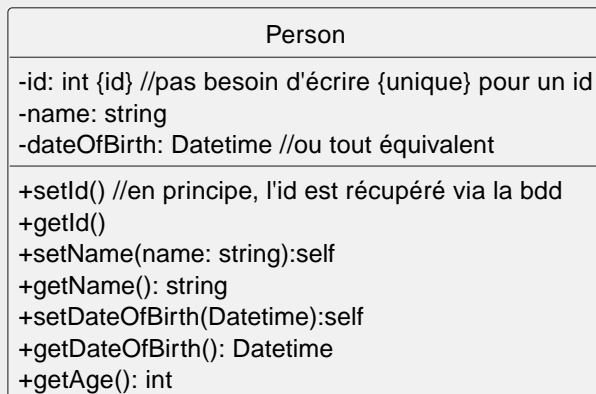 Person
-id: int {id} //pas besoin d'écrire {unique} pour un id
-name: string
-dateOfBirth: Datetime //ou tout équivalent
+setId() //en principe, l'id est récupéré via la bdd
+getId()
+setName(name: string):self
+getName(): string
+setDateOfBirth(Datetime):self
+getDateOfBirth(): Datetime
+getAge(): int